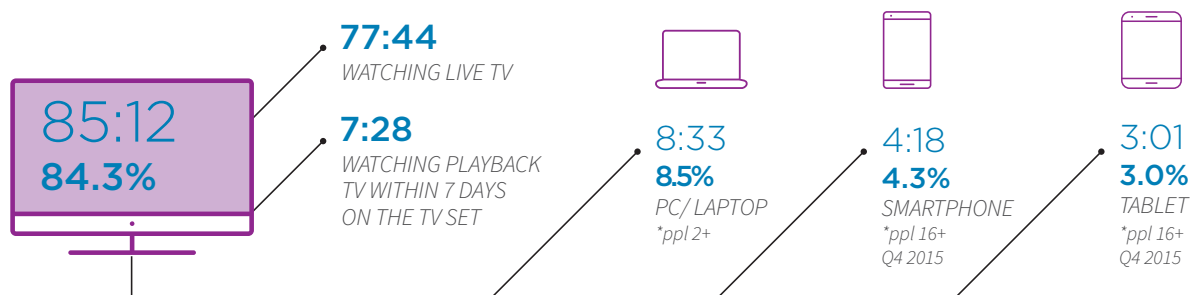 85:12
84.3%
77:44
WATCHING LIVE TV
7:28
WATCHING PLAYBACK
TV WITHIN 7 DAYS
ON THE TV SET
8:33
8.5%
PC/ LAPTOP
*ppl 2+
4:18
4.3%
SMARTPHONE
*ppl 16+
Q4 2015
3:01
3.0%
TABLET
*ppl 16+
Q4 2015